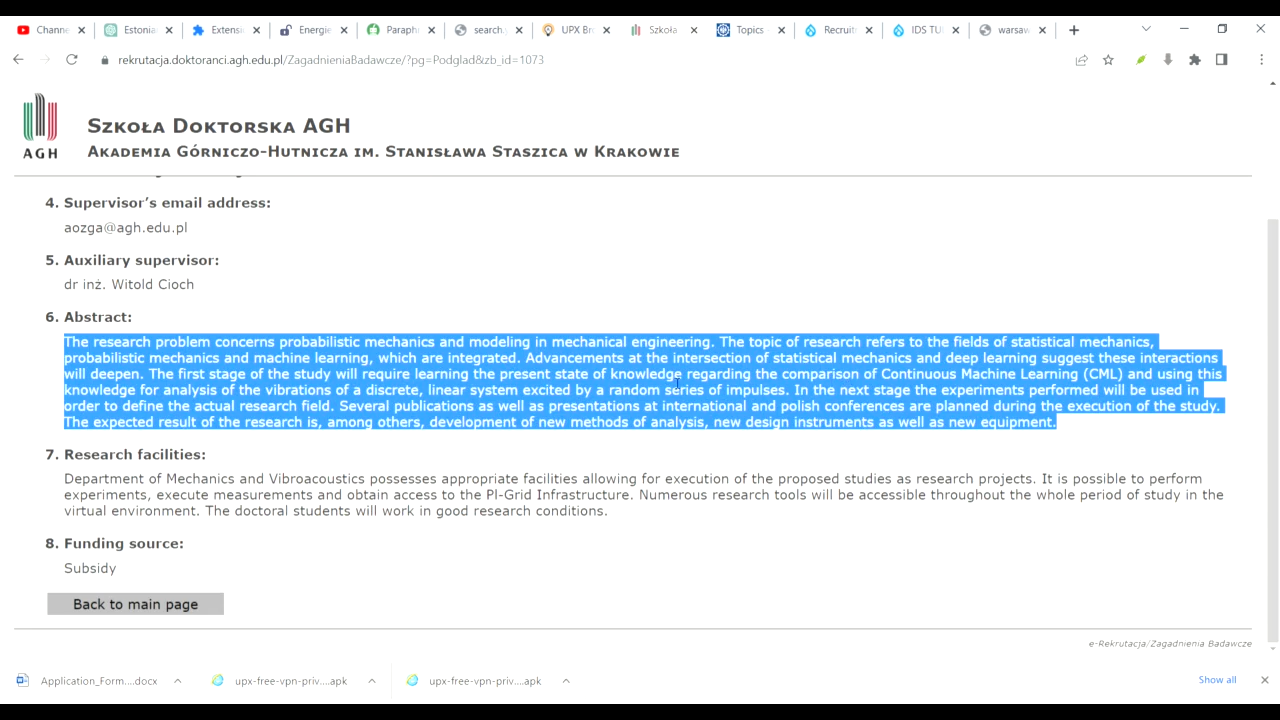 Channe
Estonia
Extensi
Energie
Paraph
search.
UPX Br
Szkoła
Topics
Recruit
IDS TU
warsaw
rekrutacja.doktoranci.agh.edu.pl/ZagadnieniaBadawcze/?pg=Podglad&zb_id=1073
AGH
Szkoła Doktorska AGH
Akademia Górniczo-Hutnicza im. Stanisława Staszica w Krakowie
4. Supervisor's email address:
aozga@agh.edu.pl
5. Auxiliary supervisor:
dr inż. Witold Cioch
6. Abstract:
The research problem concerns probabilistic mechanics and modeling in mechanical engineering. The topic of research refers to the fields of statistical mechanics,
probabilistic mechanics and machine learning, which are integrated. Advancements at the intersection of statistical mechanics and deep learning suggest these interactions
will deepen. The first stage of the study will require learning the present state of knowledge regarding the comparison of Continuous Machine Learning (CML) and using this
knowledge for analysis of the vibrations of a discrete, linear system excited by a random series of impulses. In the next stage the experiments performed will be used in
order to define the actual research field. Several publications as well as presentations at international and polish conferences are planned during the execution of the study.
The expected result of the research is, among others, development of new methods of analysis, new design instruments as well as new equipment.
7. Research facilities:
Department of Mechanics and Vibroacoustics possesses appropriate facilities allowing for execution of the proposed studies as research projects. It is possible to perform
experiments, execute measurements and obtain access to the Pl-Grid Infrastructure. Numerous research tools will be accessible throughout the whole period of study in the
virtual environment. The doctoral students will work in good research conditions.
8. Funding source:
Subsidy
Back to main page
e-Rekrutacja/Zagadnienia Badawcze
Application_Form....docx
upx-free-vpn-priv....apk
upx-free-vpn-priv....apk
Show all